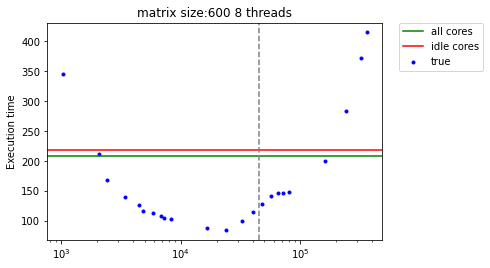 matrix size:600 8 threads
all cores
idle cores
true
Execution time
400
350
300
250
200
150
100
10³
10⁴
10⁵